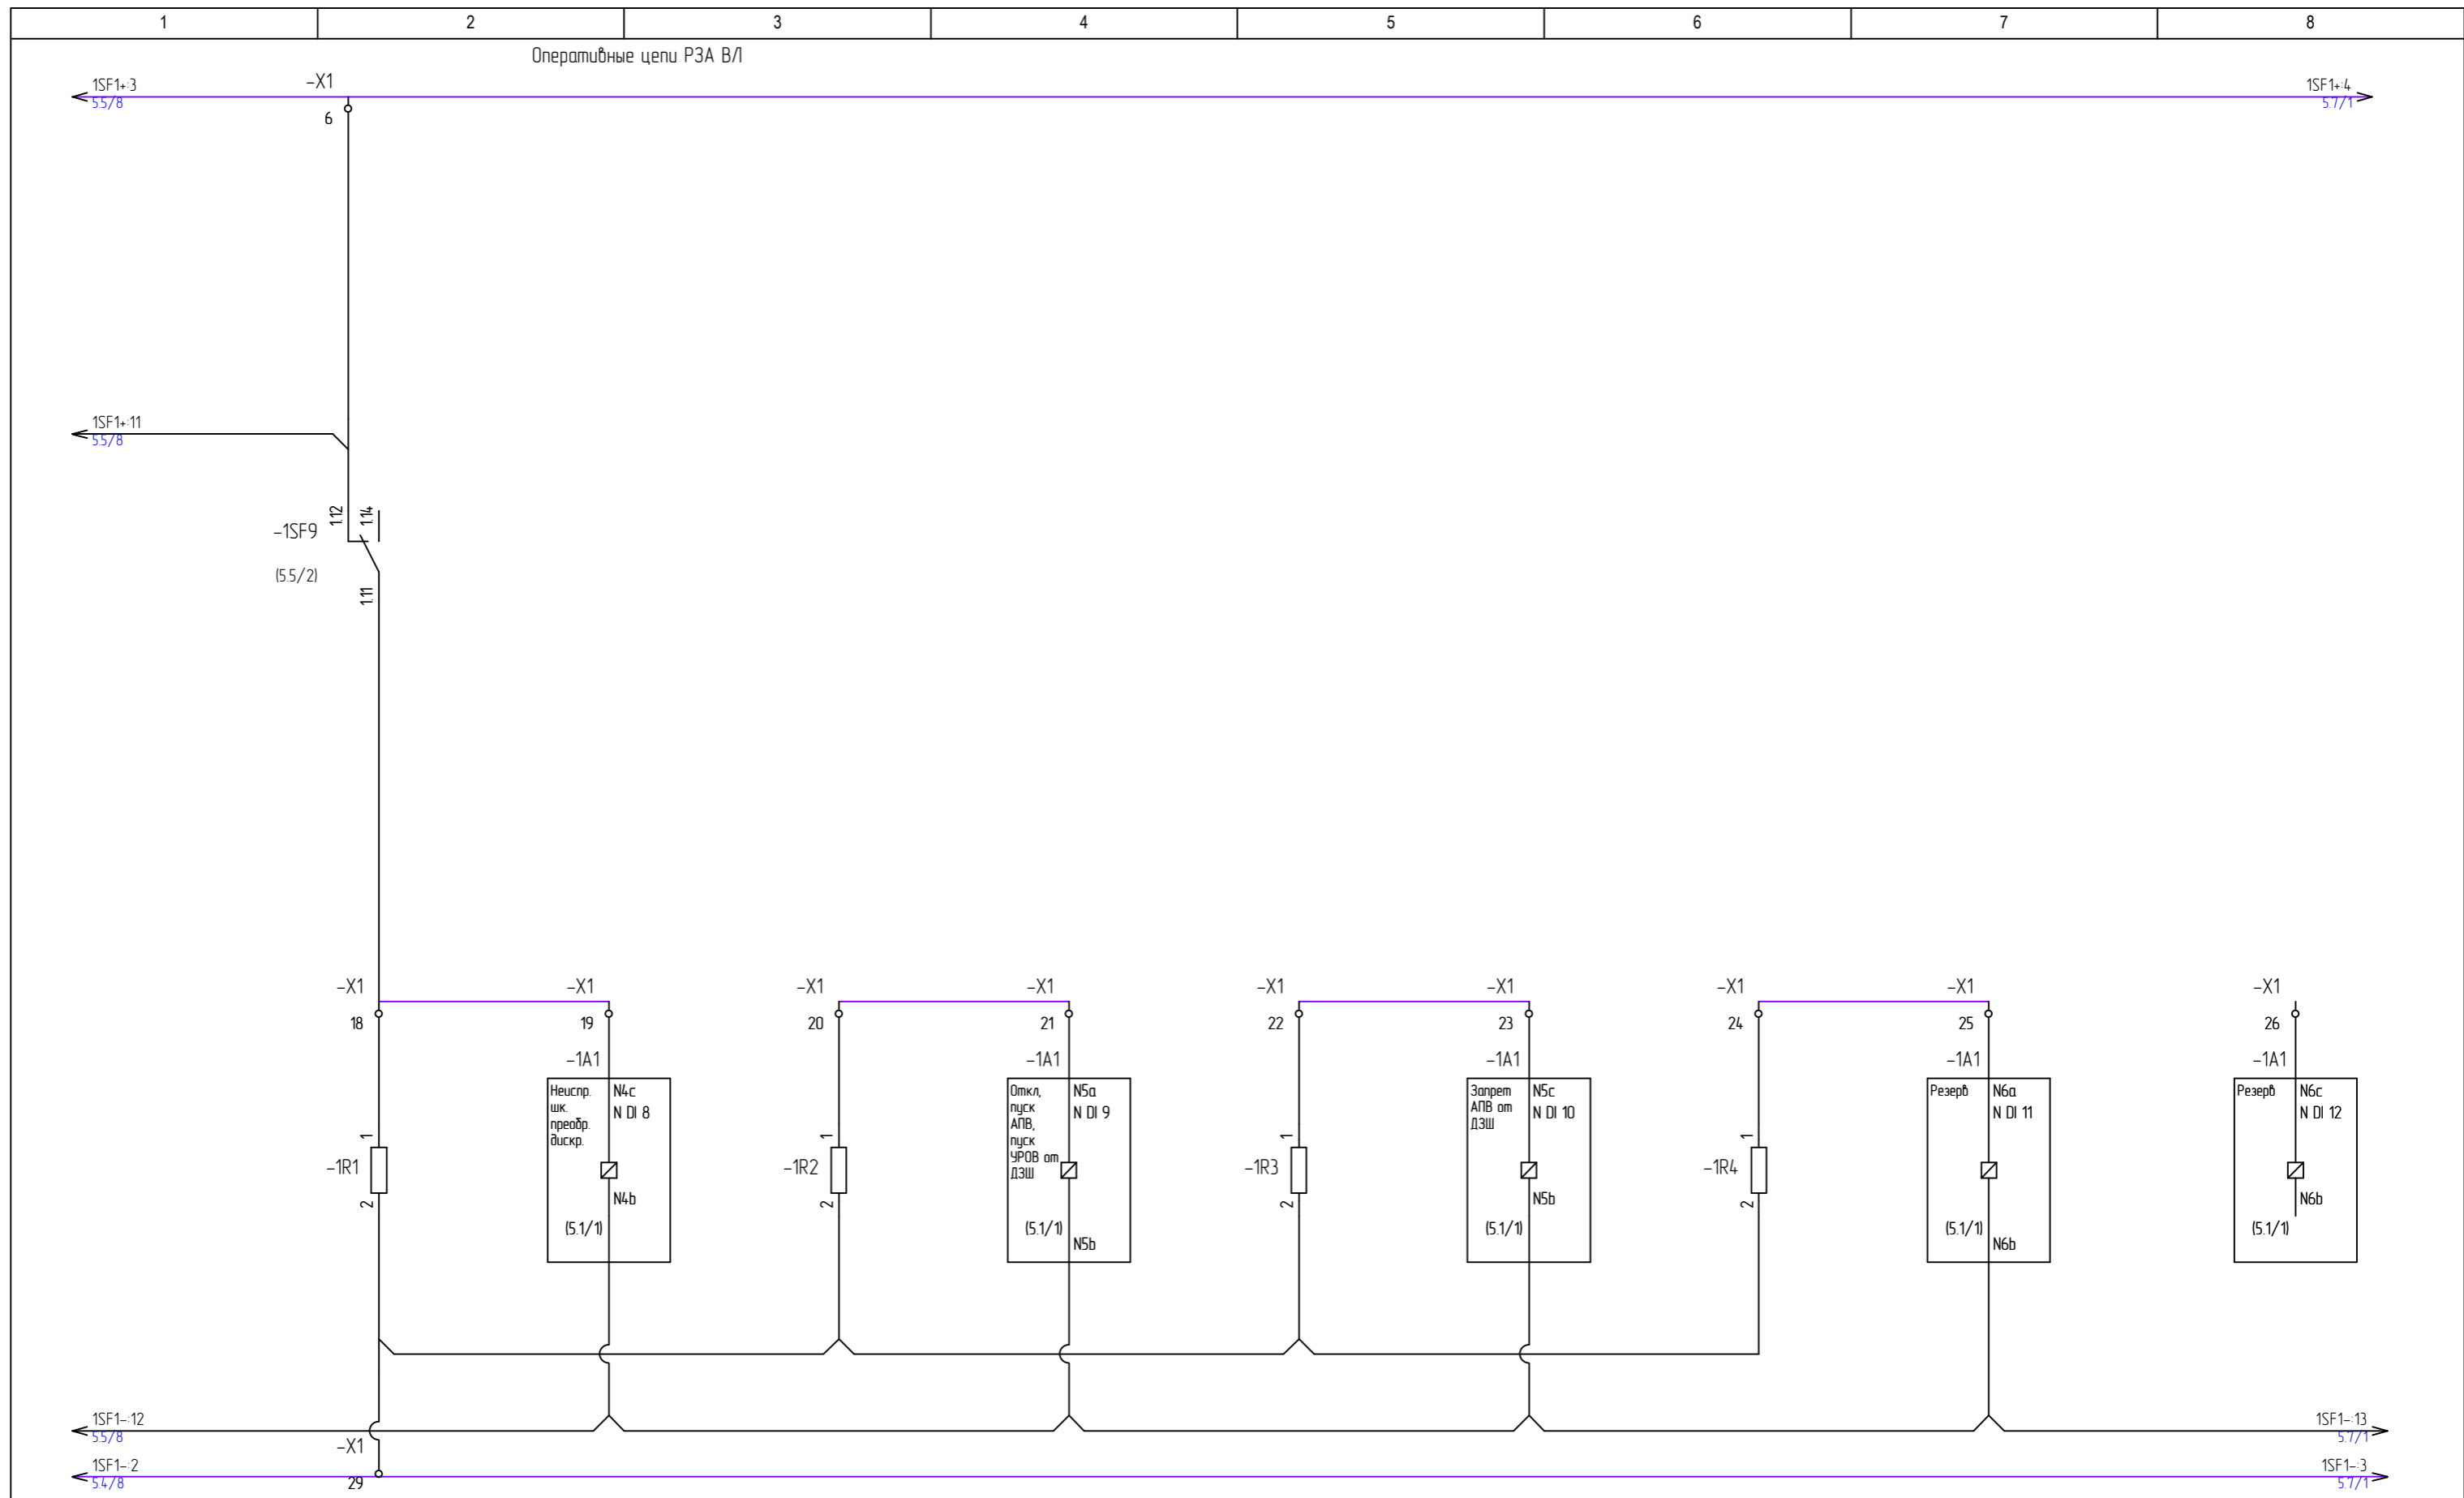 1 2 3 4 5 6 7 8
Оперативные цепи РЗА ВЛ
1SF1+:3
5.5/8
-X1
6
1SF1+:4
5.7/1
1SF1+:11
5.5/8
1.12
1.14
-1SF9
(5.5/2)
1.11
-X1 -X1 -X1 -X1 -X1 -X1 -X1 -X1 -X1
18 19 20 21 22 23 24 25 26
-1A1 -1A1 -1A1 -1A1 -1A1
Неиспр.
шк.
преобр.
дискр.
N4c
N DI 8
N4b
(5.1/1)
Откл,
пуск
АПВ,
пуск
УРОВ от
ДЗШ
N5a
N DI 9
(5.1/1)
N5b
Запрет
АПВ от
ДЗШ
N5c
N DI 10
N5b
(5.1/1)
Резерв
N6a
N DI 11
(5.1/1)
N6b
Резерв
N6c
N DI 12
N6b
(5.1/1)
1
-1R1
2
1
-1R2
2
1
-1R3
2
1
-1R4
2
1SF1-:12
5.5/8
1SF1-:13
5.7/1
-X1
29
1SF1-:2
5.4/8
1SF1-:3
5.7/1